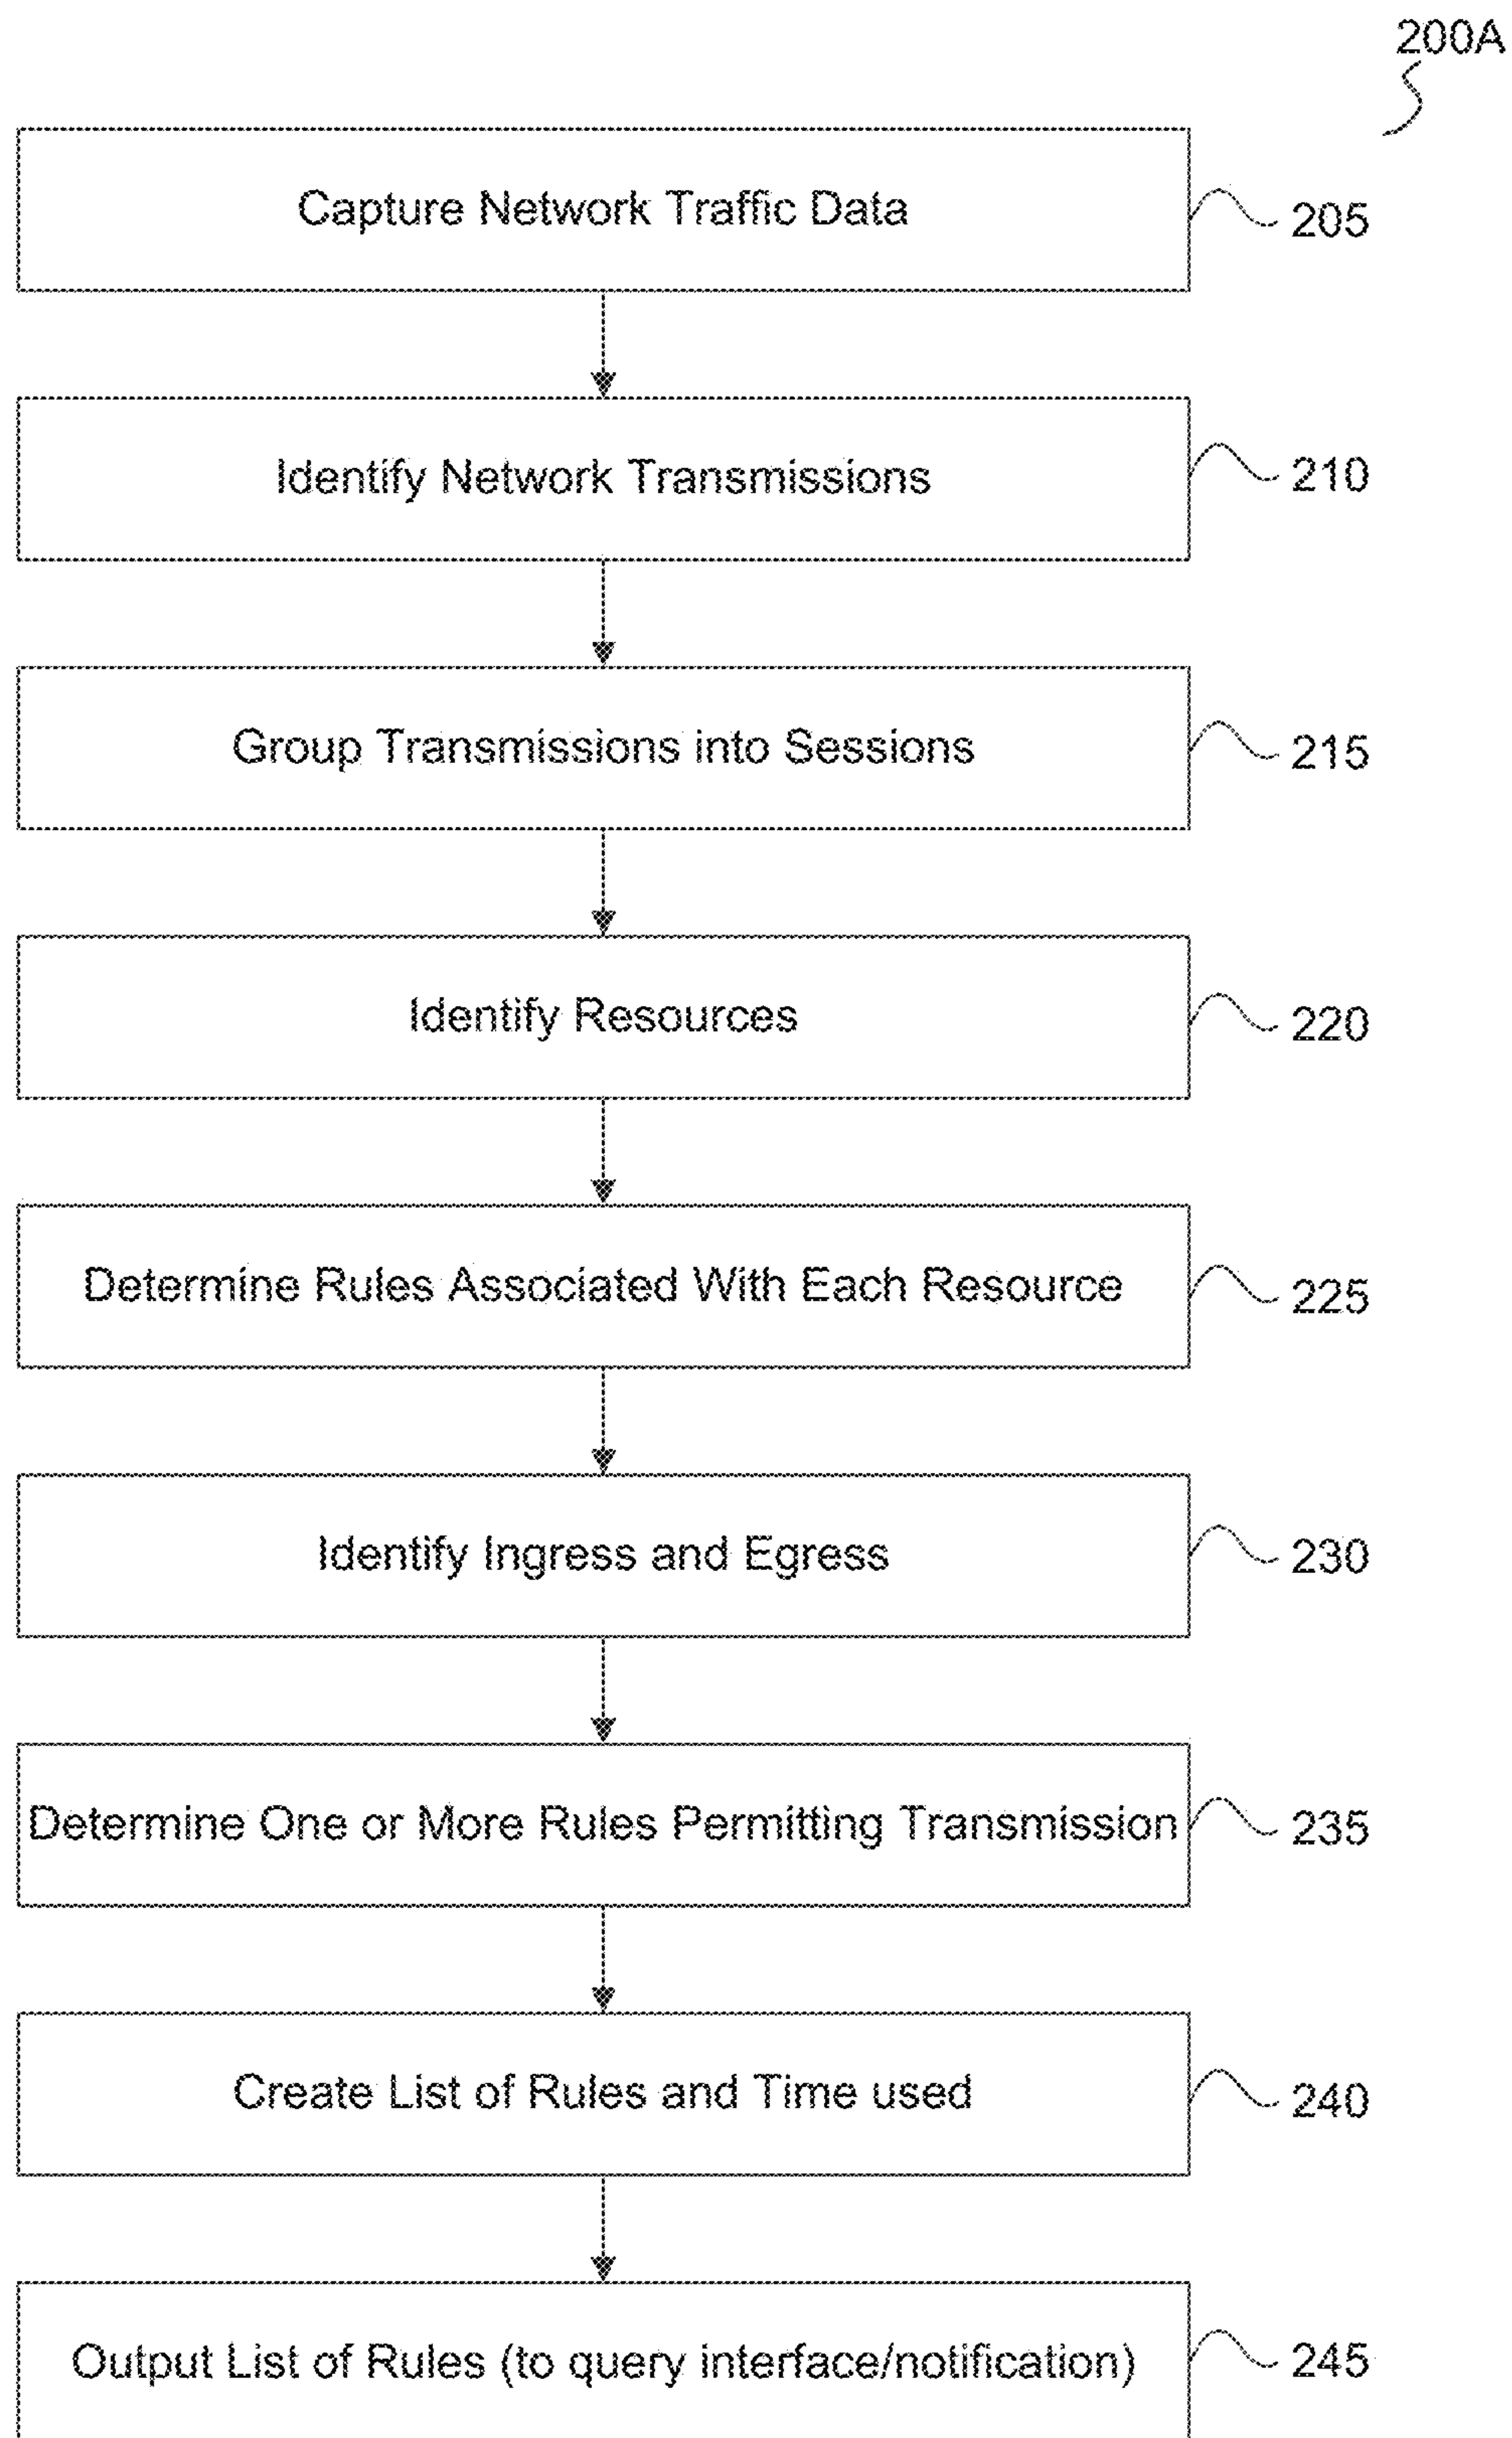 200A
Capture Network Traffic Data
205
Identify Network Transmissions
210
Group Transmissions into Sessions
215
Identify Resources
220
Determine Rules Associated With Each Resource
225
Identify Ingress and Egress
230
Determine One or More Rules Permitting Transmission
235
Create List of Rules and Time used
240
Output List of Rules (to query interface/notification)
245